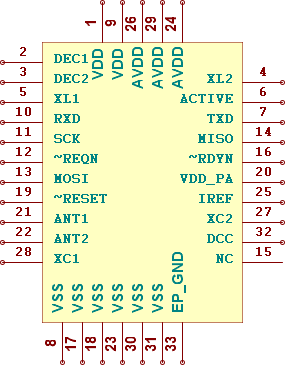 1 9 26 29 24
VDD VDD AVDD AVDD AVDD
2 DEC1
3 DEC2 XL2 4
5 XL1 ACTIVE 6
10 RXD TXD 7
11 SCK MISO 14
12 ~REQN ~RDYN 16
13 MOSI VDD_PA 20
19 ~RESET IREF 25
21 ANT1 XC2 27
22 ANT2 DCC 32
28 XC1 NC 15
VSS VSS VSS VSS VSS VSS EP_GND
8 17 18 23 30 31 33